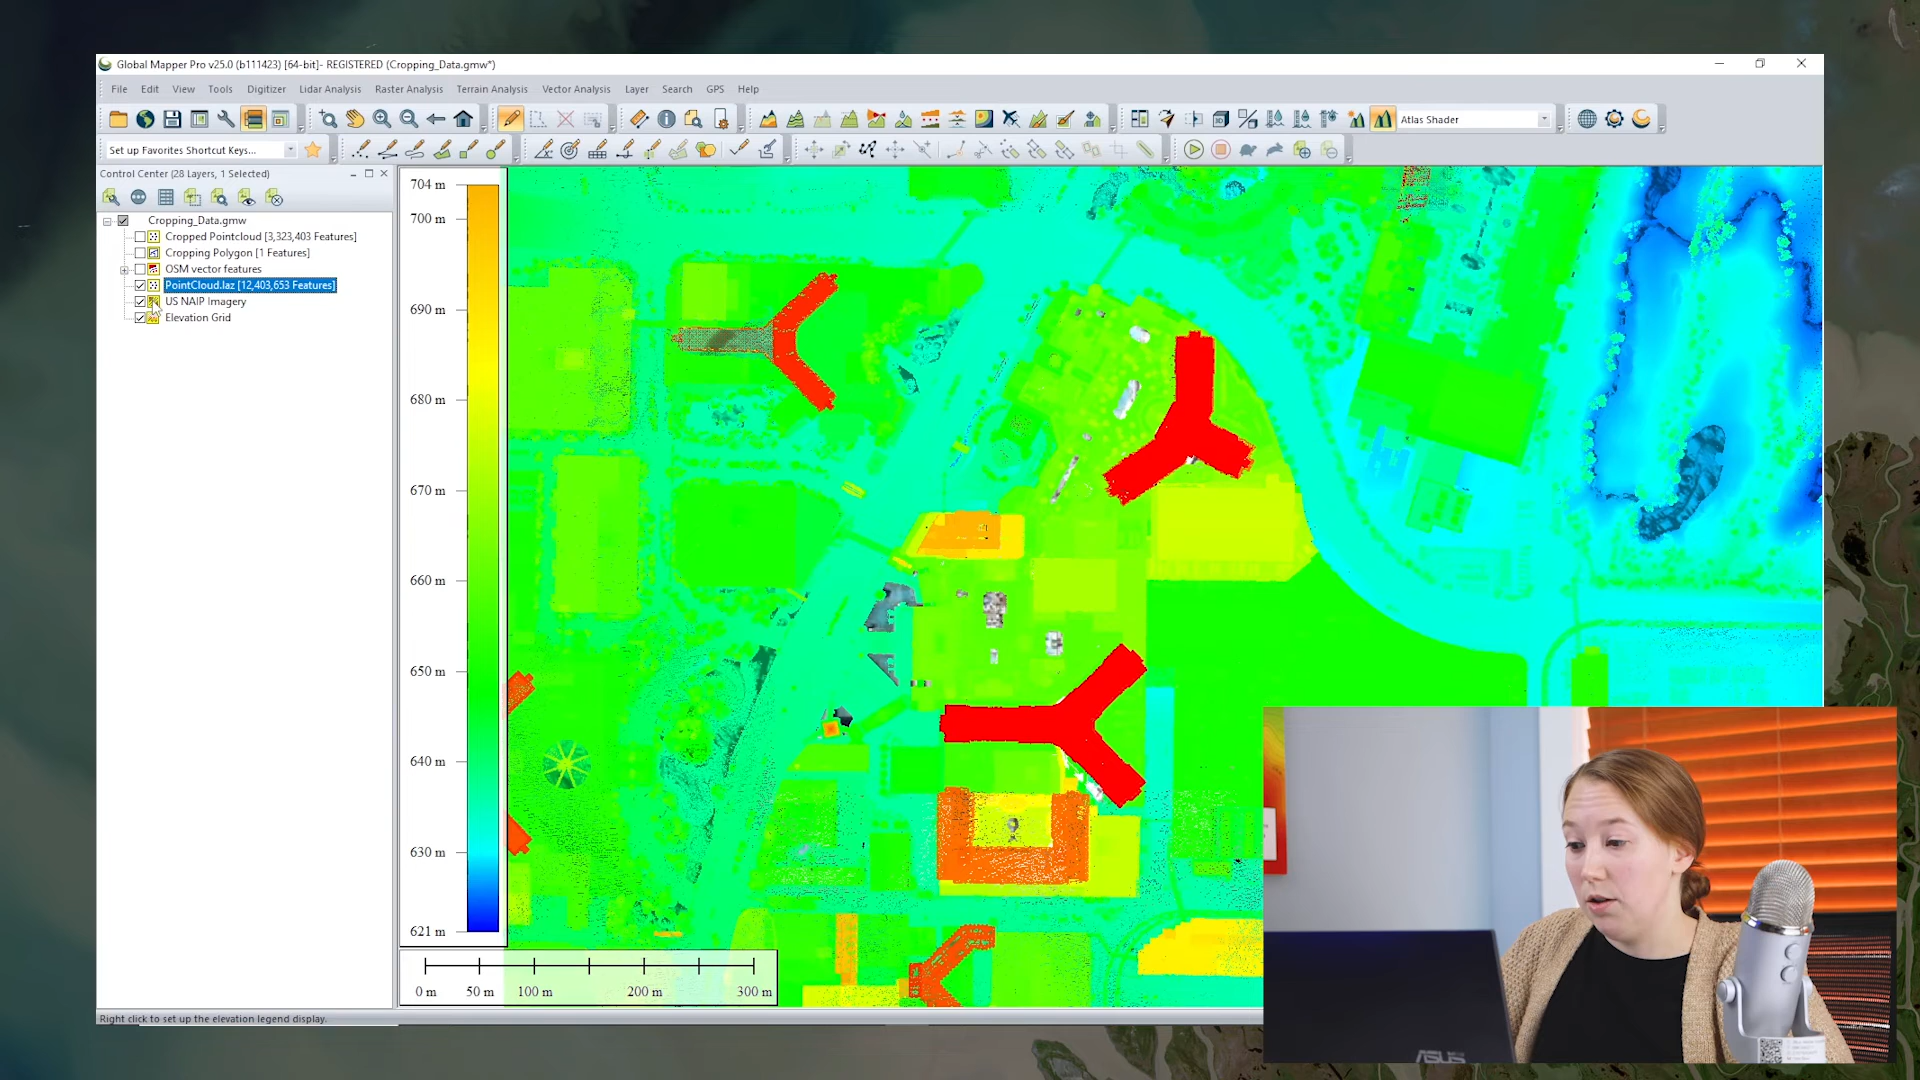 Global Mapper Pro v25.0 (b111423) [64-bit]- REGISTERED (Cropping_Data.gmw*)
File Edit View Tools Digitizer Lidar Analysis Raster Analysis Terrain Analysis Vector Analysis Layer Search GPS Help
Atlas Shader
Set up Favorites Shortcut Keys...
Control Center (28 Layers, 1 Selected)
Cropping_Data.gmw
Cropped Pointcloud [3,323,403 Features]
Cropping Polygon [1 Features]
OSM vector features
PointCloud.laz [12,403,653 Features]
US NAIP Imagery
Elevation Grid
704 m
700 m
690 m
680 m
670 m
660 m
650 m
640 m
630 m
621 m
0 m 50 m 100 m 200 m 300 m
Right click to set up the elevation legend display.
ASUS